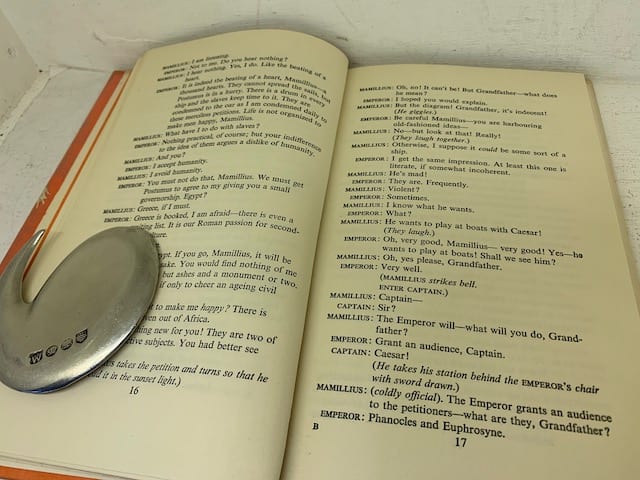 MAMILLIUS: I am listening.
EMPEROR: Not to me. Do you hear nothing?
MAMILLIUS: I hear nothing. Yes, I do. Like the beating of a
heart.
EMPEROR: It is indeed the beating of a heart, Mamillius—a
thousand hearts. They cannot spread the sails, but
Postumus is in a hurry. There is a drum in every
ship and the slaves keep time to it. They are
condemned to the oar as I am condemned daily to
these merciless petitions. Life is not organized to
make men happy, Mamillius.
MAMILLIUS: What have I to do with slaves?
EMPEROR: Nothing practical, of course; but your indifference
to the idea of them argues a dislike of humanity.
MAMILLIUS: And you?
EMPEROR: I accept humanity.
MAMILLIUS: I avoid humanity.
EMPEROR: You must not do that, Mamillius. We must get
Postumus to agree to my giving you a small
governorship. Egypt?
MAMILLIUS: Greece, if I must.
EMPEROR: Greece is booked, I am afraid—there is even a
iting list. It is our Roman passion for second-
lture.
ypt. If you go, Mamillius, it will be
ake. You would find nothing of me
but ashes and a monument or two.
if only to cheer an ageing civil
to make me happy? There is
ven out of Africa.
hing new for you! They are two of
ive subjects. You had better see
s takes the petition and turns so that he
ad it in the sunset light.)
16
W
MAMILLIUS: Oh, no! It can't be! But Grandfather—what does
he mean?
EMPEROR: I hoped you would explain.
MAMILLIUS: But the diagram! Grandfather, it's indecent!
(He giggles.)
EMPEROR: Be careful Mamillius—you are harbouring
old-fashioned ideas—
MAMILLIUS: No—but look at that! Really!
(They laugh together.)
MAMILLIUS: Otherwise, I suppose it could be some sort of a
ship.
EMPEROR: I get the same impression. At least this one is
literate, if somewhat incoherent.
MAMILLIUS: He's mad!
EMPEROR: They are. Frequently.
MAMILLIUS: Violent?
EMPEROR: Sometimes.
MAMILLIUS: I know what he wants.
EMPEROR: What?
MAMILLIUS: He wants to play at boats with Caesar!
(They laugh.)
EMPEROR: Oh, very good, Mamillius— very good! Yes—he
wants to play at boats! Shall we see him?
MAMILLIUS: Oh, yes please, Grandfather.
EMPEROR: Very well.
(MAMILLIUS strikes bell.
ENTER CAPTAIN.)
MAMILLIUS: Captain—
CAPTAIN: Sir?
MAMILLIUS: The Emperor will—what will you do, Grand-
father?
EMPEROR: Grant an audience, Captain.
CAPTAIN: Caesar!
(He takes his station behind the EMPEROR'S chair
with sword drawn.)
MAMILLIUS: (coldly official). The Emperor grants an audience
to the petitioners—what are they, Grandfather?
EMPEROR: Phanocles and Euphrosyne.
B
17